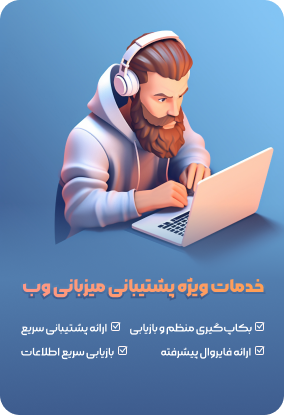 خدمات ویژه پشتیبانی میزبانی وب
بکاپ‌گیری منظم و بازیابی ارائه پشتیبانی سریع
ارائه فایروال پیشرفته بازیابی سریع اطلاعات